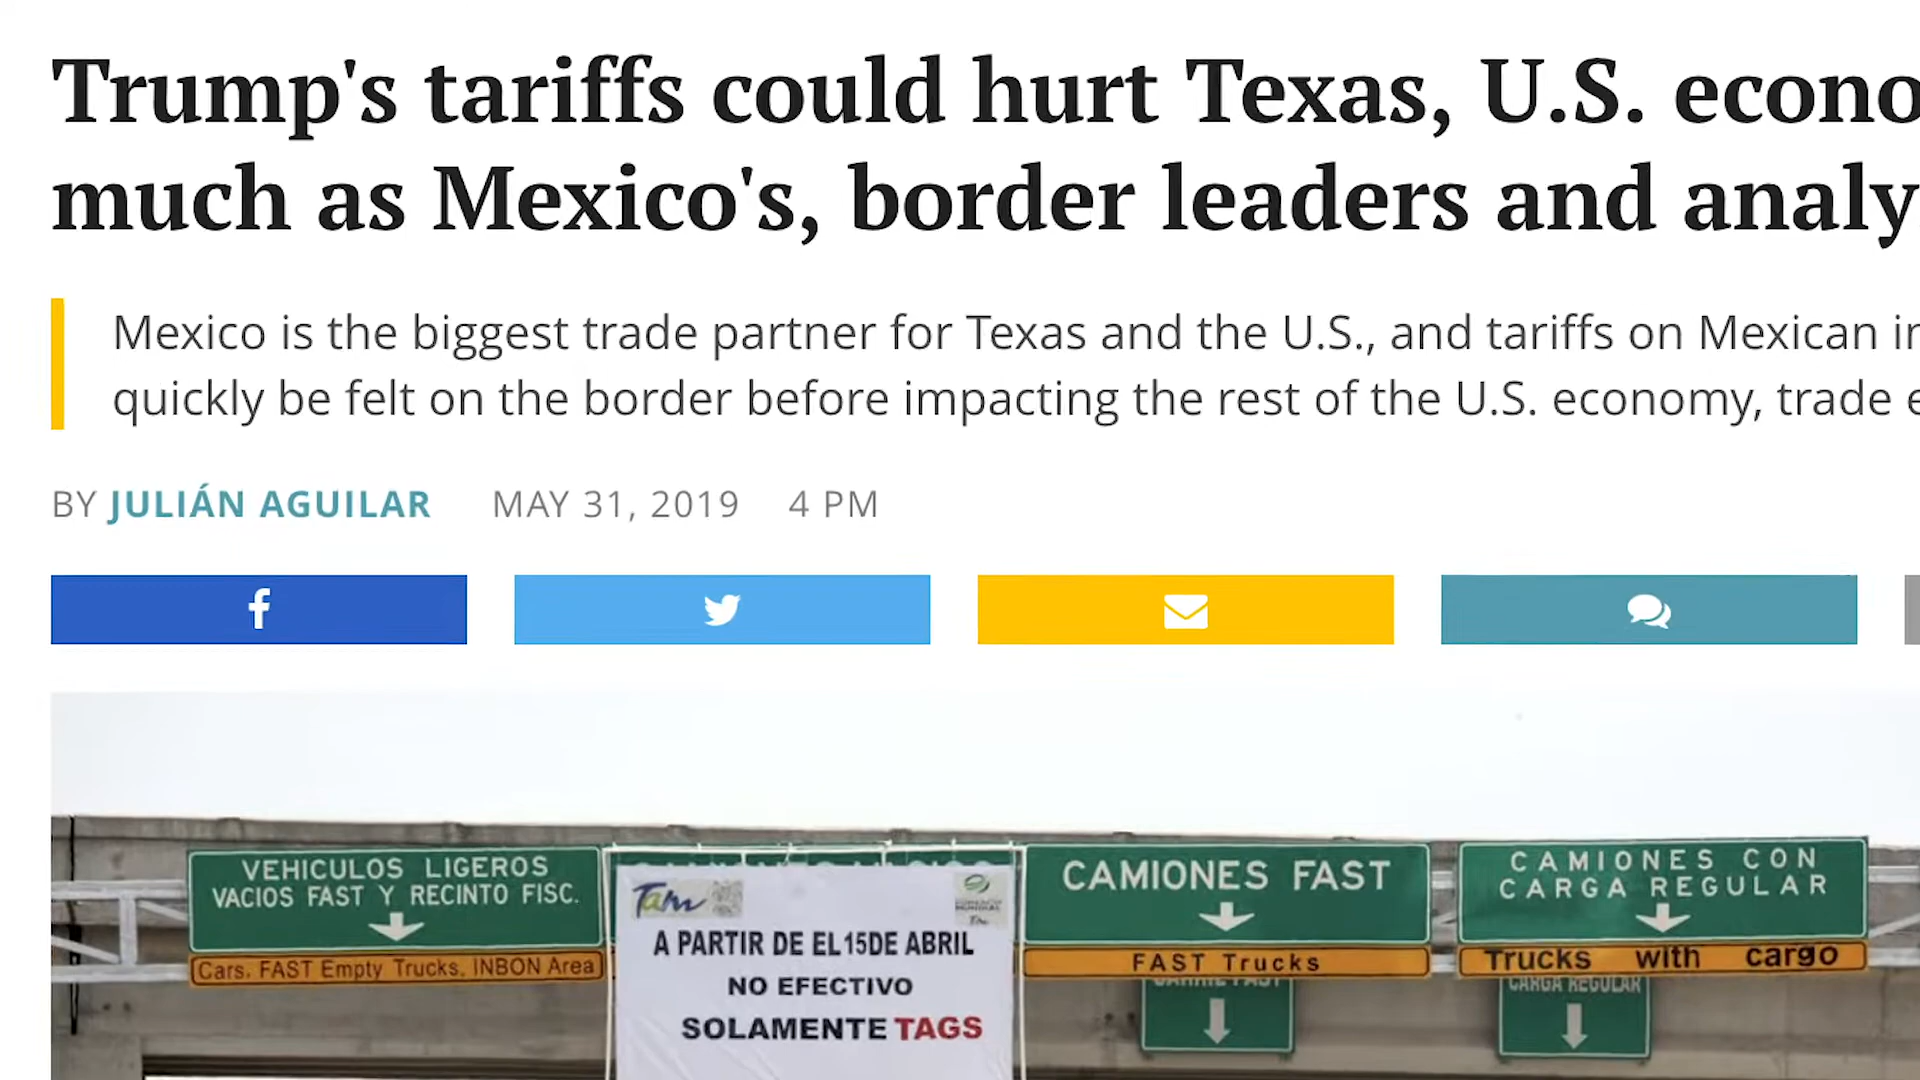 Trump's tariffs could hurt Texas, U.S. econo
much as Mexico's, border leaders and analy
Mexico is the biggest trade partner for Texas and the U.S., and tariffs on Mexican
quickly be felt on the border before impacting the rest of the U.S. economy, trade
BY JULIÁN AGUILAR MAY 31, 2019 4 PM
VEHICULOS LIGEROS
VACIOS FAST Y RECINTO FISC.
Cars, FAST Empty Trucks, INBON Area
Tam
A PARTIR DE EL 15DE ABRIL
NO EFECTIVO
SOLAMENTE TAGS
CAMIONES FAST
FAST Trucks
CAMIONES CON
CARGA REGULAR
Trucks with cargo
CARGA REGULAR